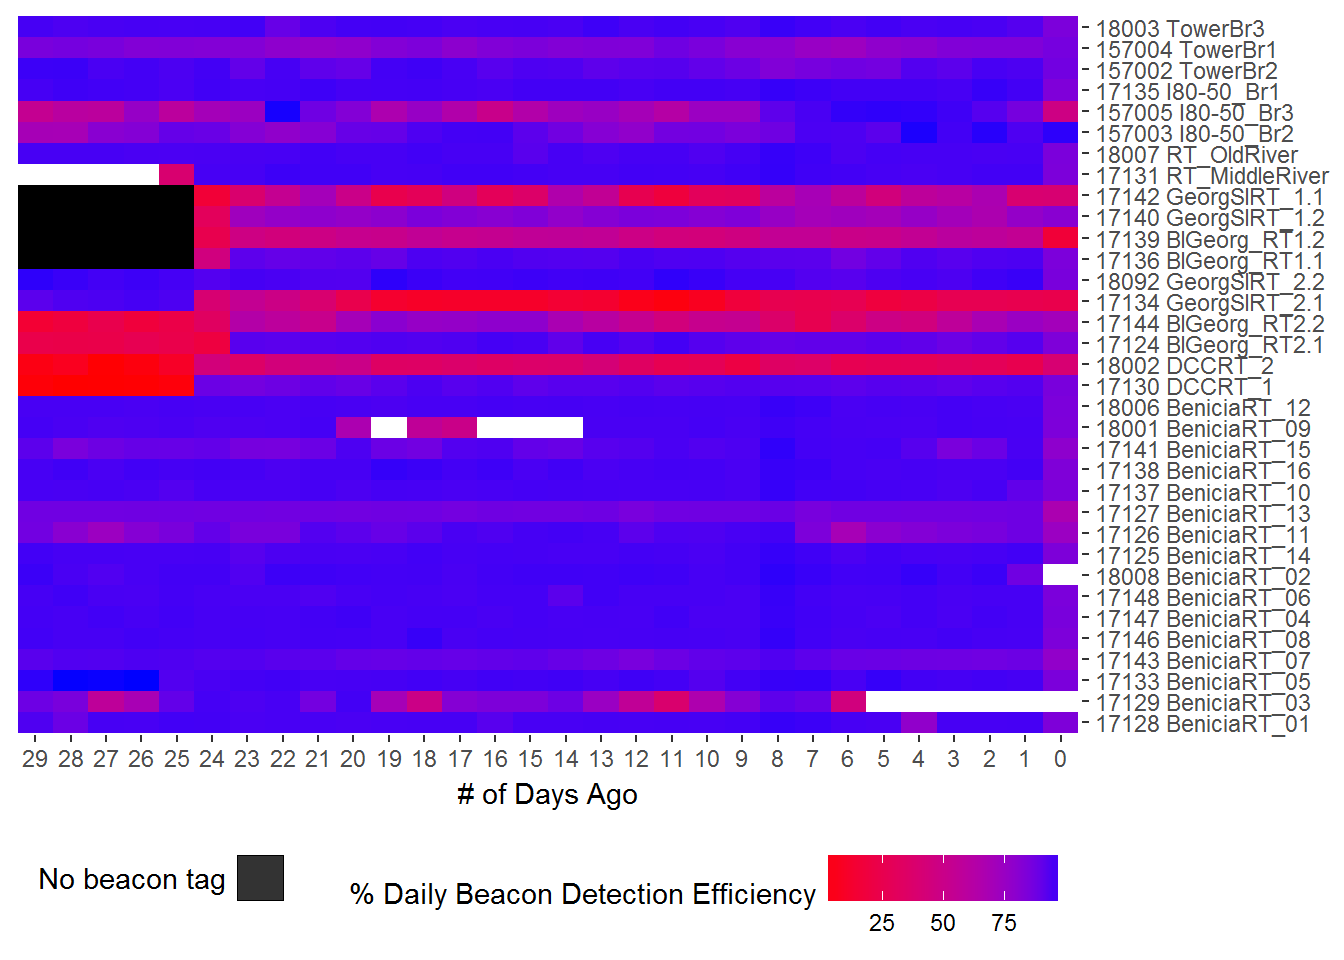 18003 TowerBr3
157004 TowerBr1
157002 TowerBr2
17135 I80-50_Br1
157005 I80-50_Br3
157003 I80-50_Br2
18007 RT_OldRiver
17131 RT_MiddleRiver
17142 GeorgSlRT_1.1
17140 GeorgSlRT_1.2
17139 BlGeorg_RT1.2
17136 BlGeorg_RT1.1
18092 GeorgSlRT_2.2
17134 GeorgSlRT_2.1
17144 BlGeorg_RT2.2
17124 BlGeorg_RT2.1
18002 DCCRT_2
17130 DCCRT_1
18006 BeniciaRT_12
18001 BeniciaRT_09
17141 BeniciaRT_15
17138 BeniciaRT_16
17137 BeniciaRT_10
17127 BeniciaRT_13
17126 BeniciaRT_11
17125 BeniciaRT_14
18008 BeniciaRT_02
17148 BeniciaRT_06
17147 BeniciaRT_04
17146 BeniciaRT_08
17143 BeniciaRT_07
17133 BeniciaRT_05
17129 BeniciaRT_03
17128 BeniciaRT_01
29 28 27 26 25 24 23 22 21 20 19 18 17 16 15 14 13 12 11 10 9 8 7 6 5 4 3 2 1 0
# of Days Ago
No beacon tag
% Daily Beacon Detection Efficiency
25 50 75